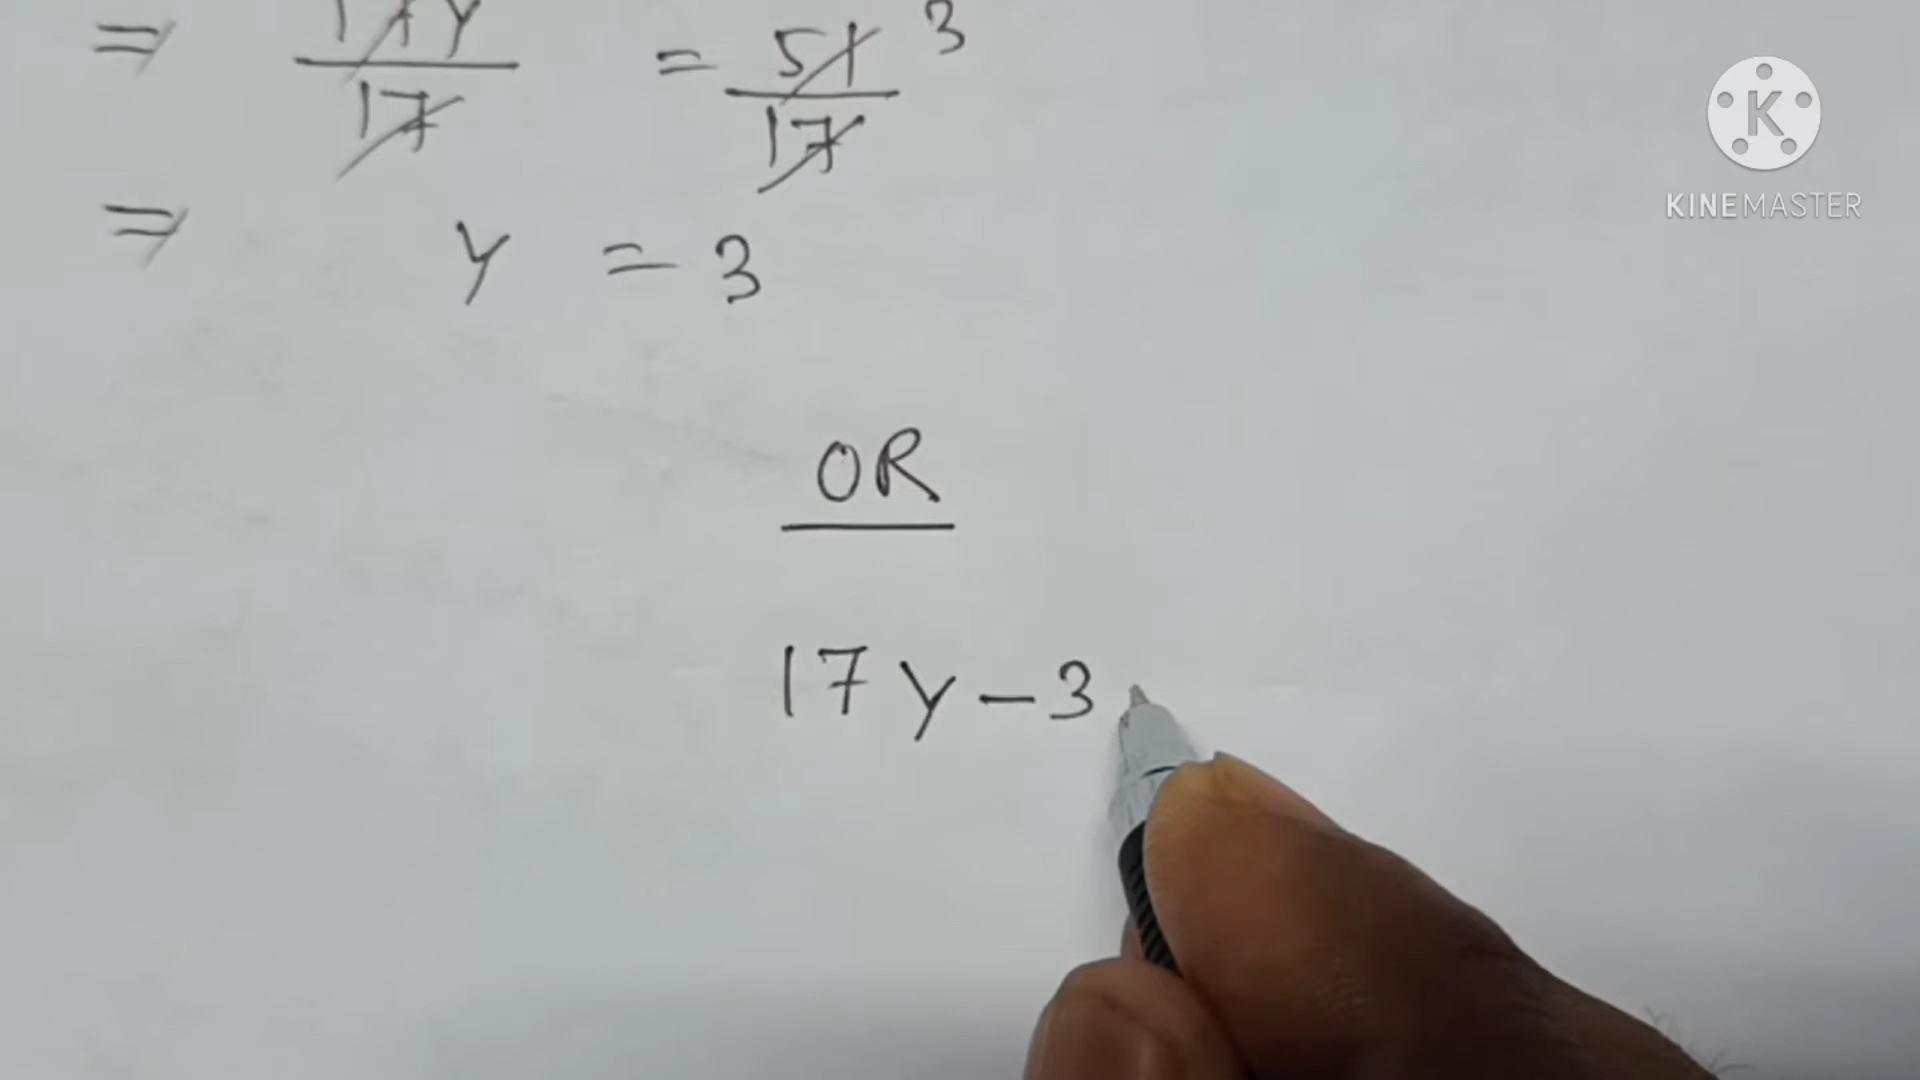 ⇒ 17y/17 = 51/17 3
⇒ y = 3
OR
17y - 3
K
KINEMASTER